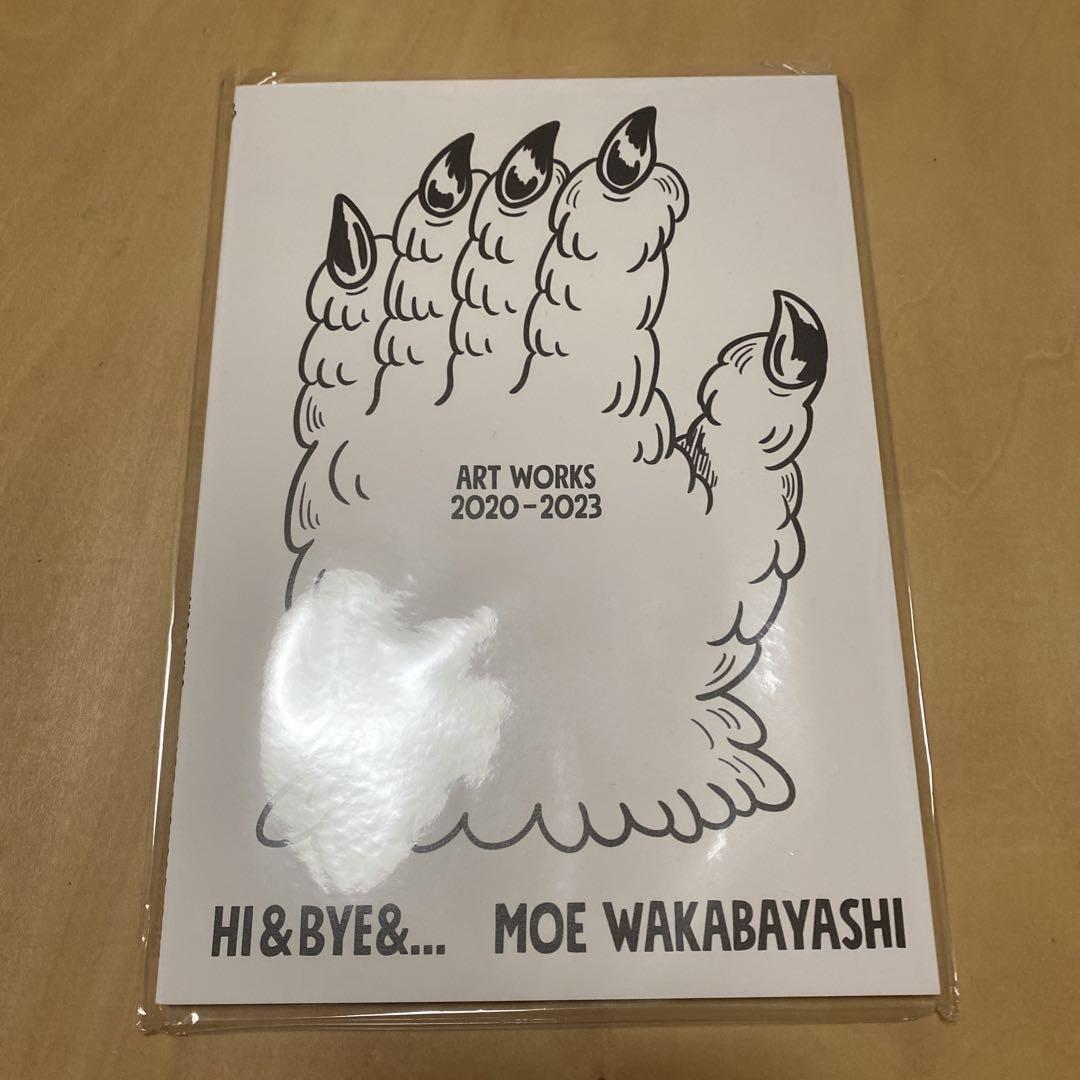 ART WORKS
2020-2023
HI&BYE&... MOE WAKABAYASHI